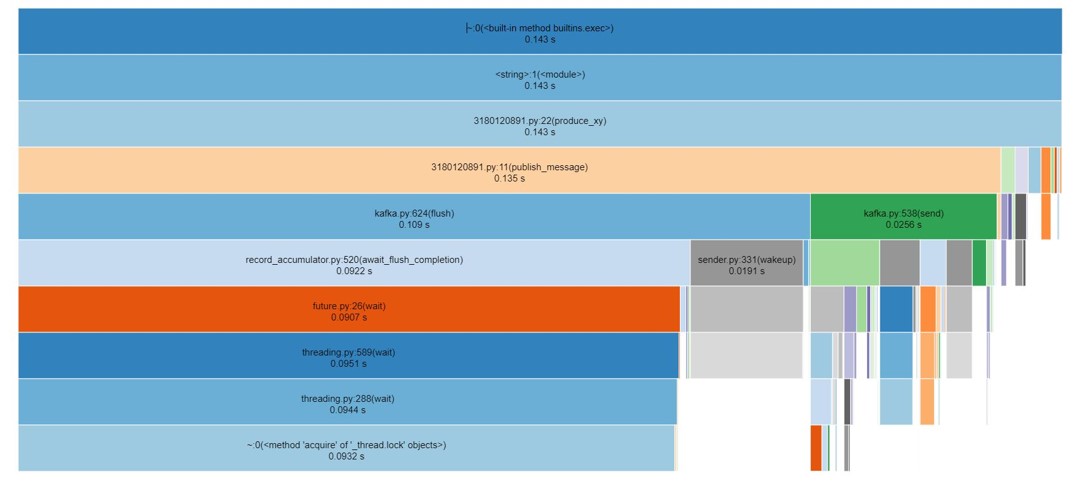 ~:0(<built-in method builtins.exec>)
0.143 s
<string>:1(<module>)
0.143 s
3180120891.py:22(produce_xy)
0.143 s
3180120891.py:11(publish_message)
0.135 s
kafka.py:624(flush)
0.109 s
kafka.py:538(send)
0.0256 s
record_accumulator.py:520(await_flush_completion)
0.0922 s
sender.py:331(wakeup)
0.0191 s
future.py:26(wait)
0.0907 s
threading.py:589(wait)
0.0951 s
threading.py:288(wait)
0.0944 s
~:0(<method 'acquire' of '_thread.lock' objects>)
0.0932 s